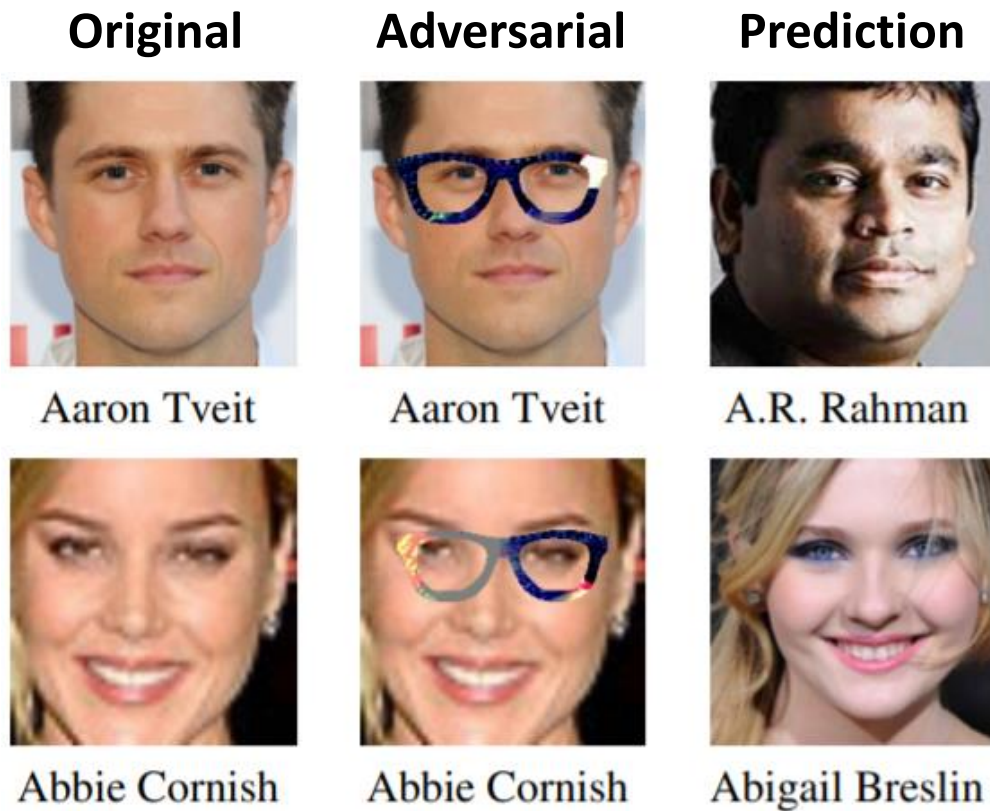 Original Adversarial Prediction
Aaron Tveit Aaron Tveit A.R. Rahman
Abbie Cornish Abbie Cornish Abigail Breslin